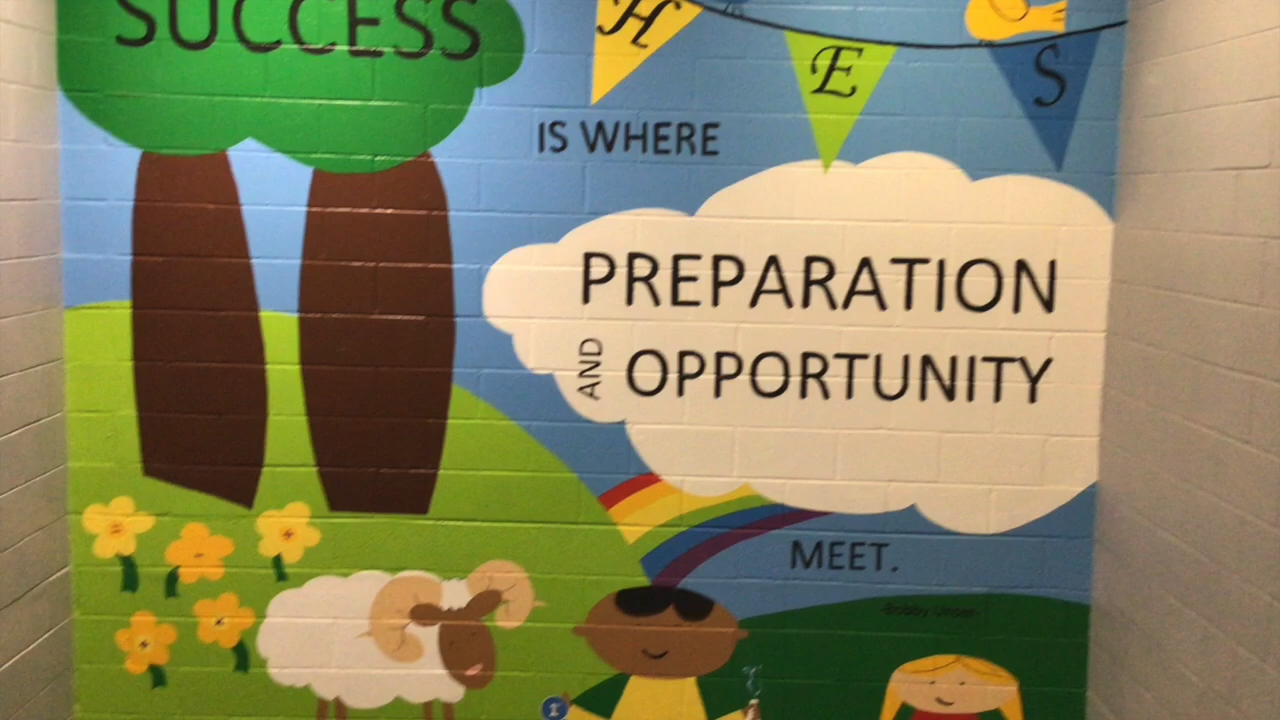 SUCCESS
H E S
IS WHERE
PREPARATION
AND OPPORTUNITY
MEET.